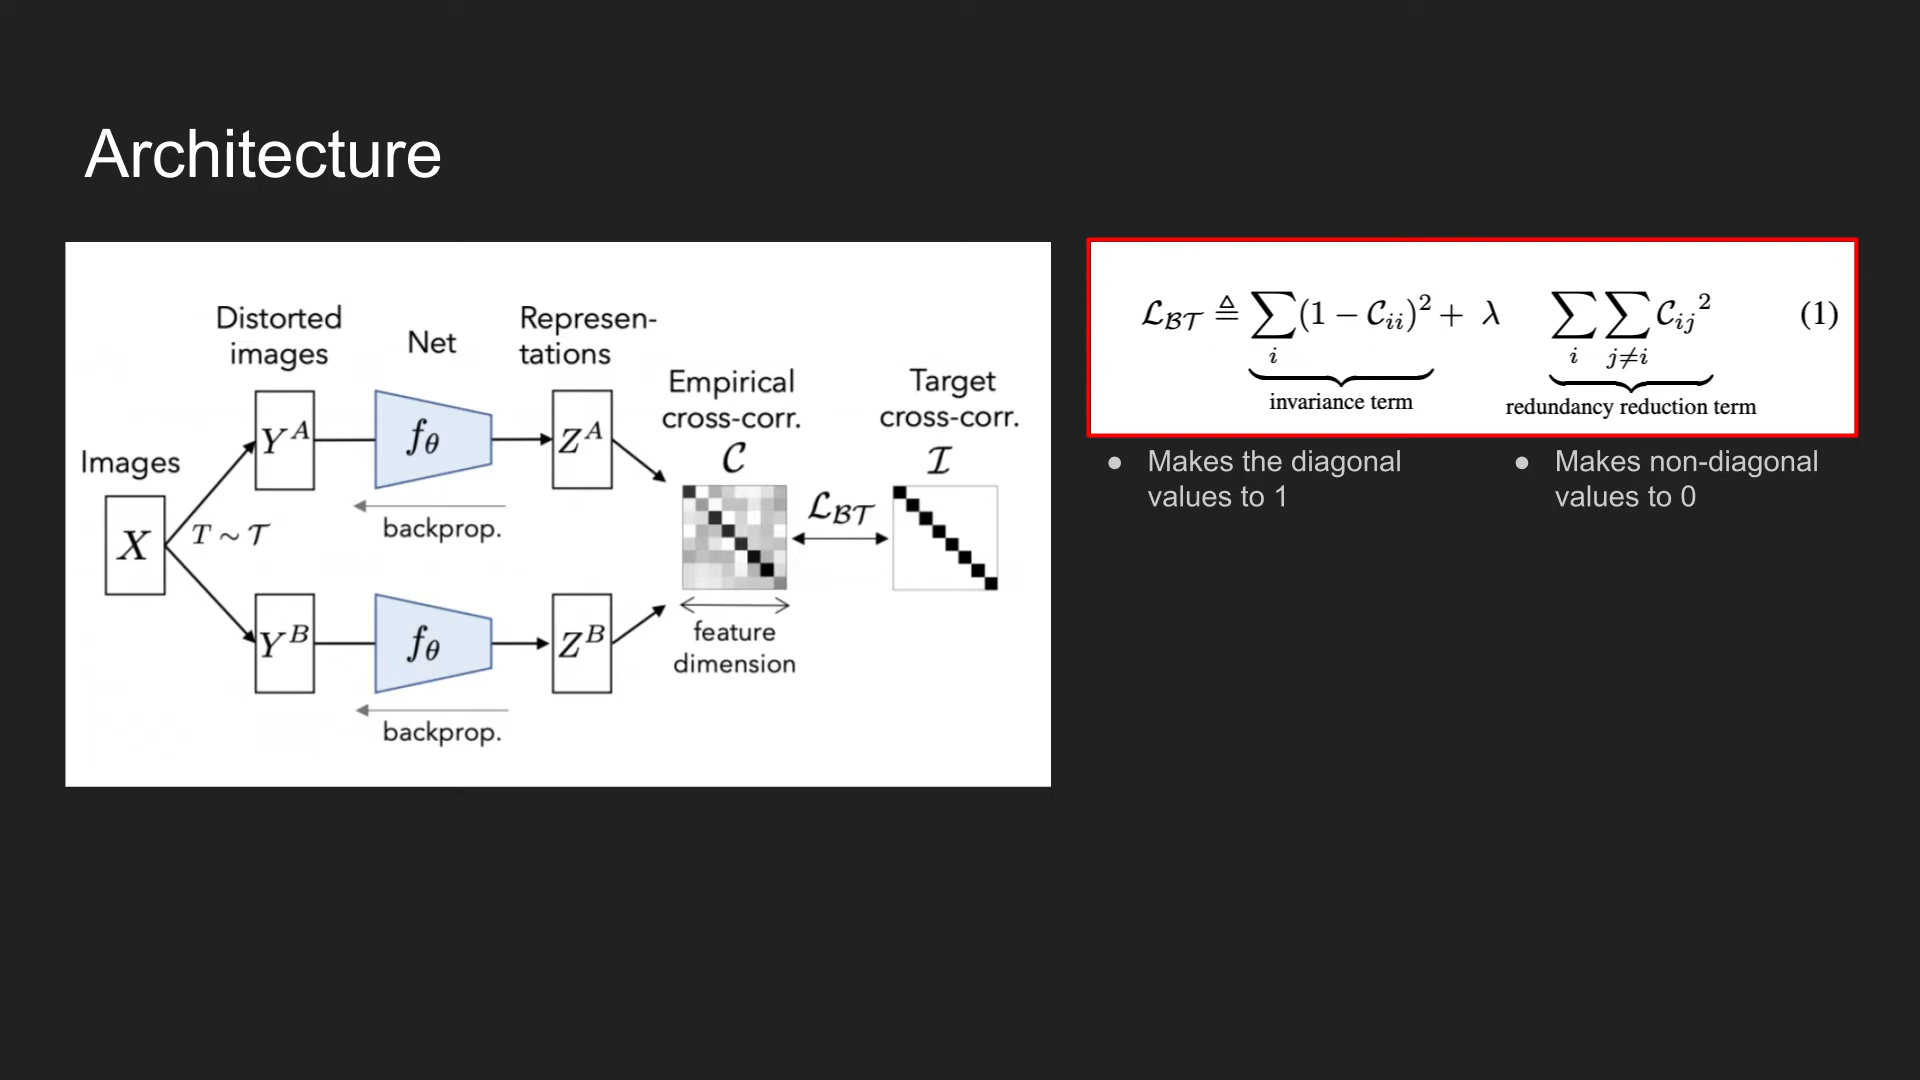 Architecture
Distorted
images
Net
Represen-
tations
Empirical
cross-corr.
C
Target
cross-corr.
I
Images
X
T ~ T
Y^A
f_θ
Z^A
backprop.
L_BT
Y^B
f_θ
Z^B
feature
dimension
backprop.
L_BT ≜ ∑_i (1 − C_ii)² + λ ∑_i ∑_{j≠i} C_ij² (1)
invariance term
redundancy reduction term
● Makes the diagonal
values to 1
● Makes non-diagonal
values to 0